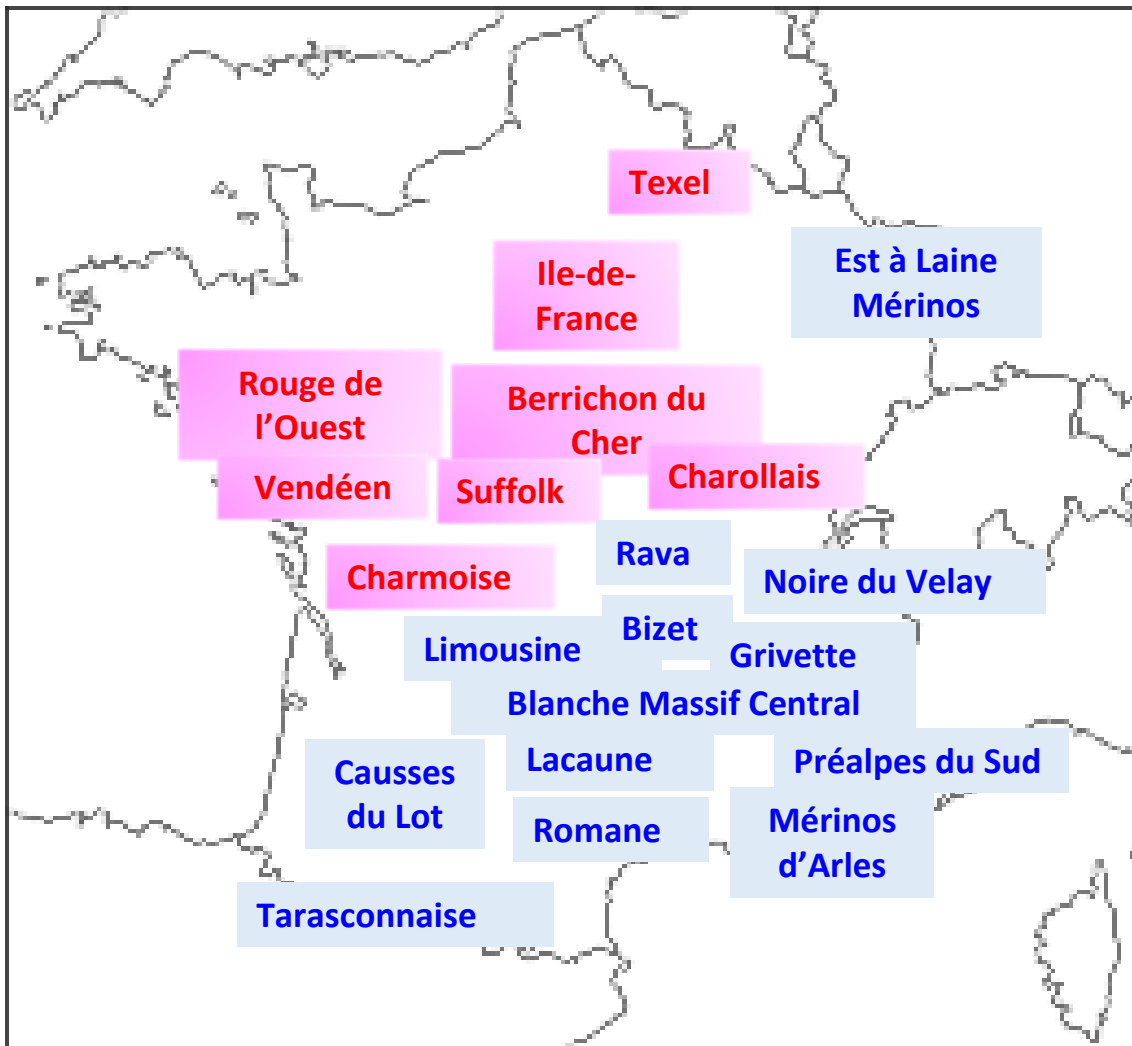 Texel
Est à Laine
Mérinos
Ile-de-
France
Rouge de
l’Ouest
Berrichon du
Cher
Charollais
Vendéen
Suffolk
Rava
Noire du Velay
Charmoise
Bizet
Limousine
Grivette
Blanche Massif Central
Lacaune
Préalpes du Sud
Causses
du Lot
Romane
Mérinos
d’Arles
Tarasconnaise